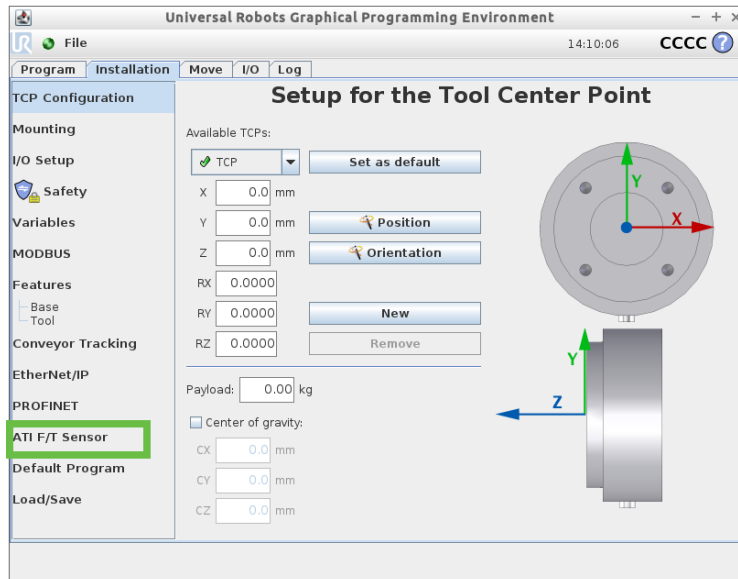 Universal Robots Graphical Programming Environment
File
14:10:06
CCCC
?
Program Installation Move I/O Log
TCP Configuration
Mounting
I/O Setup
Safety
Variables
MODBUS
Features
Base
Tool
Conveyor Tracking
EtherNet/IP
PROFINET
ATI F/T Sensor
Default Program
Load/Save
Setup for the Tool Center Point
Available TCPs:
TCP
Set as default
X 0.0 mm
Y 0.0 mm
Position
Z 0.0 mm
Orientation
RX 0.0000
RY 0.0000
New
RZ 0.0000
Remove
Payload: 0.00 kg
Center of gravity:
CX 0.0 mm
CY 0.0 mm
CZ 0.0 mm
Y
X
Y
Z